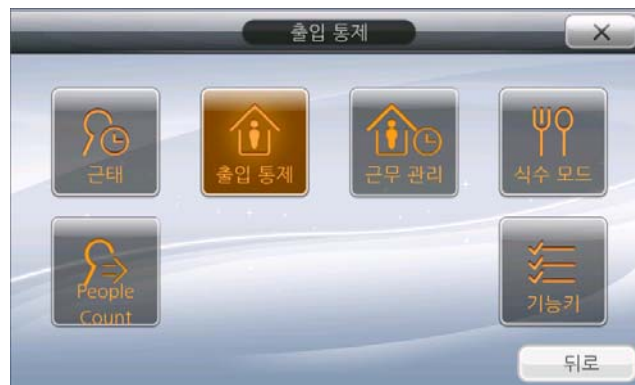 출입 통제
근태
출입 통제
근무 관리
식수 모드
People
Count
기능키
뒤로